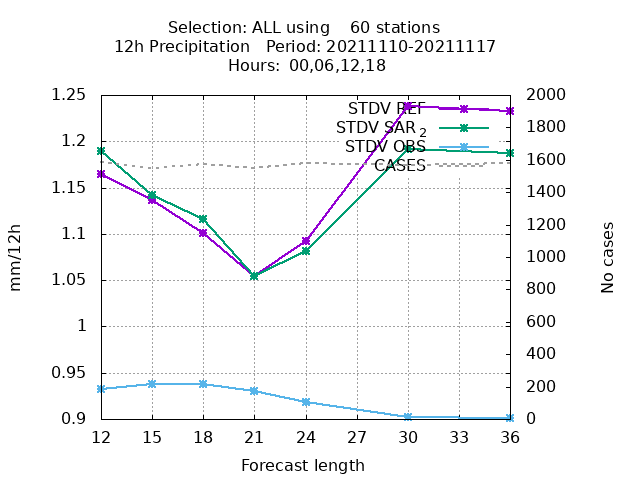 Selection: ALL using    60 stations
12h Precipitation   Period: 20211110-20211117
Hours:  00,06,12,18
STDV REF
STDV SAR 2
STDV OBS
CASES
1.25
1.2
1.15
1.1
1.05
1
0.95
0.9
2000
1800
1600
1400
1200
1000
800
600
400
200
0
mm/12h
No cases
12 15 18 21 24 27 30 33 36
Forecast length